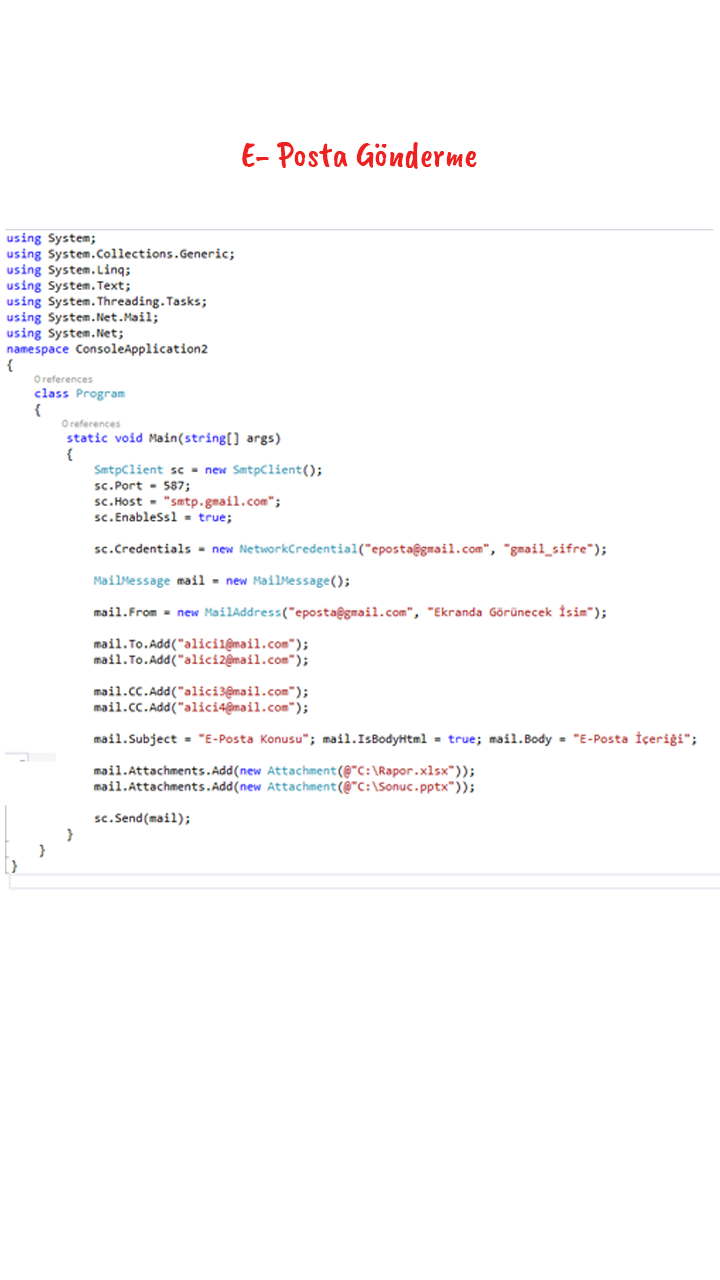 E- Posta Gönderme
using System;
using System.Collections.Generic;
using System.Linq;
using System.Text;
using System.Threading.Tasks;
using System.Net.Mail;
using System.Net;
namespace ConsoleApplication2
{
0 references
class Program
{
0 references
static void Main(string[] args)
{
SmtpClient sc = new SmtpClient();
sc.Port = 587;
sc.Host = "smtp.gmail.com";
sc.EnableSsl = true;
sc.Credentials = new NetworkCredential("eposta@gmail.com", "gmail_sifre");
MailMessage mail = new MailMessage();
mail.From = new MailAddress("eposta@gmail.com", "Ekranda Görünecek İsim");
mail.To.Add("alici1@mail.com");
mail.To.Add("alici2@mail.com");
mail.CC.Add("alici3@mail.com");
mail.CC.Add("alici4@mail.com");
mail.Subject = "E-Posta Konusu"; mail.IsBodyHtml = true; mail.Body = "E-Posta İçeriği";
mail.Attachments.Add(new Attachment(@"C:\Rapor.xlsx"));
mail.Attachments.Add(new Attachment(@"C:\Sonuc.pptx"));
sc.Send(mail);
}
}
}